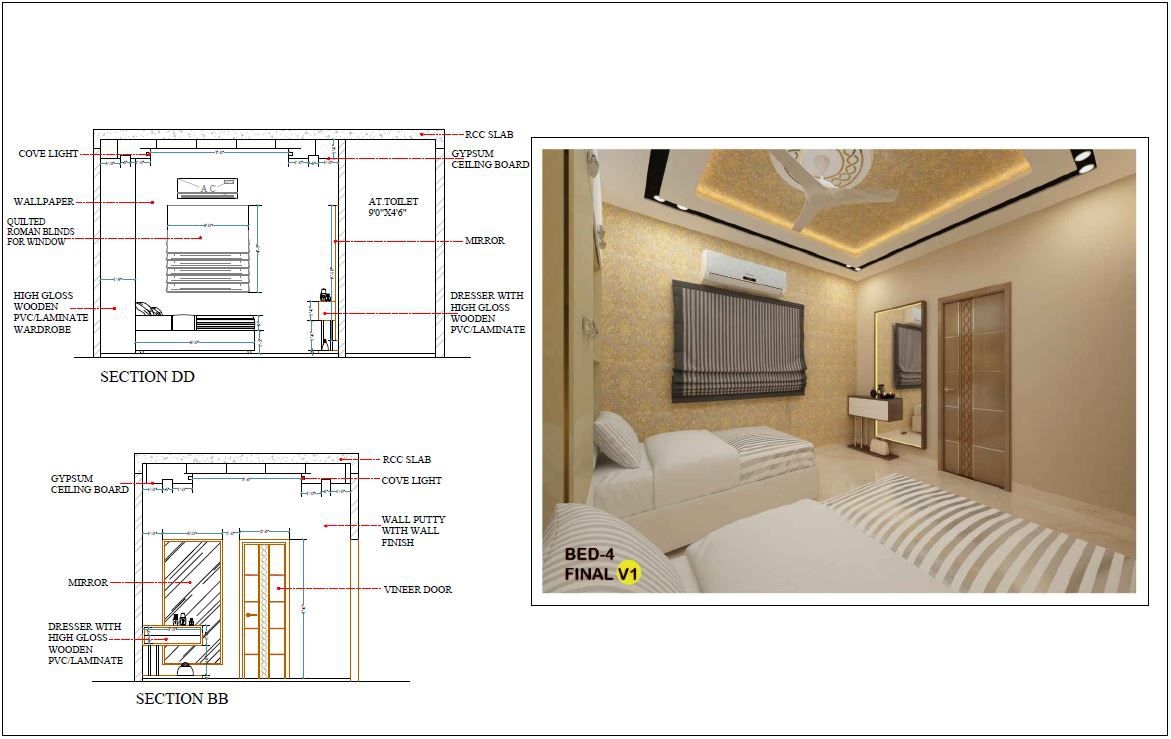 RCC SLAB
COVE LIGHT
GYPSUM
CEILING BOARD
A C
WALLPAPER
AT.TOILET
9'0"X4'6"
QUILTED
ROMAN BLINDS
FOR WINDOW
MIRROR
HIGH GLOSS
WOODEN
PVC/LAMINATE
WARDROBE
DRESSER WITH
HIGH GLOSS
WOODEN
PVC/LAMINATE
SECTION DD
RCC SLAB
GYPSUM
CEILING BOARD
COVE LIGHT
WALL PUTTY
WITH WALL
FINISH
MIRROR
VINEER DOOR
DRESSER WITH
HIGH GLOSS
WOODEN
PVC/LAMINATE
SECTION BB
BED-4
FINAL V1